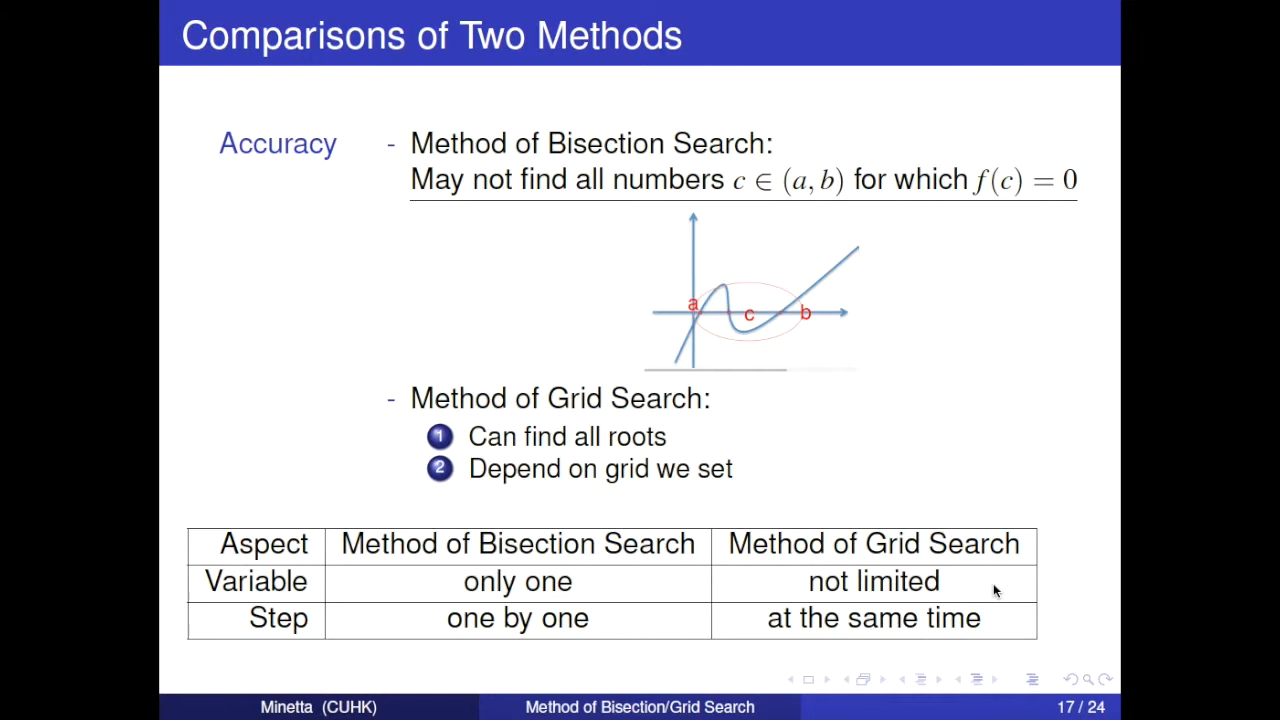 Comparisons of Two Methods
Accuracy - Method of Bisection Search:
May not find all numbers c ∈ (a, b) for which f(c) = 0
a
c
b
- Method of Grid Search:
1 Can find all roots
2 Depend on grid we set
Aspect Method of Bisection Search Method of Grid Search
Variable only one not limited
Step one by one at the same time
Minetta (CUHK) Method of Bisection/Grid Search 17 / 24